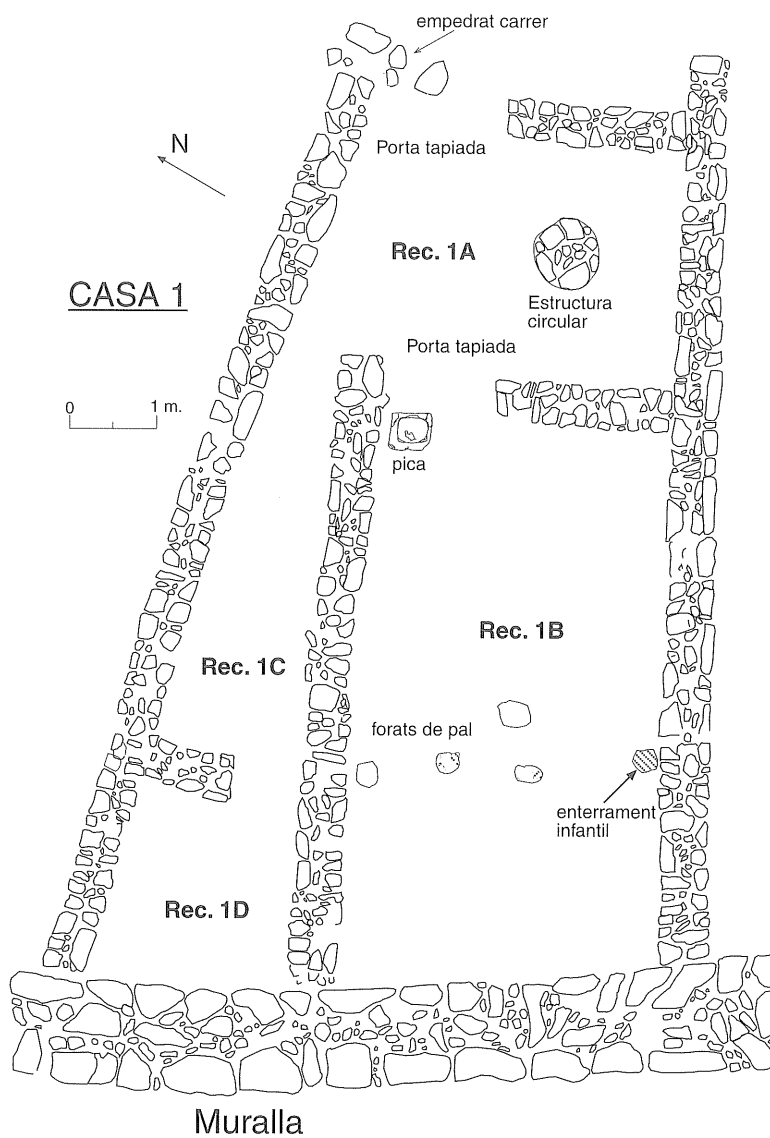 empedrat carrer
Porta tapiada
N
Rec. 1A
CASA 1
Estructura
circular
Porta tapiada
0 1 m.
pica
Rec. 1B
Rec. 1C
forats de pal
enterrament
infantil
Rec. 1D
Muralla